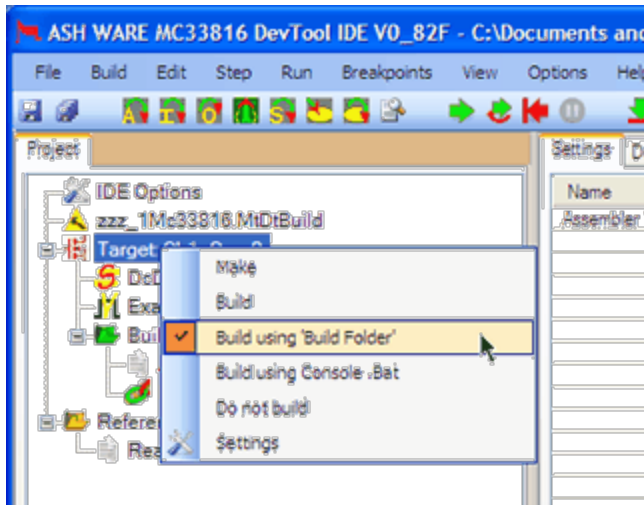 ASH WARE MC33816 DevTool IDE V0_82F - C:\Documents and
File Build Edit Step Run Breakpoints View Options Help
Project
Settings
IDE Options
Name
zzz_1Mc33816.MtDtBuild
Assembler
Target
Make
Build
Build using 'Build Folder'
Build using Console .Bat
Do not build
Settings